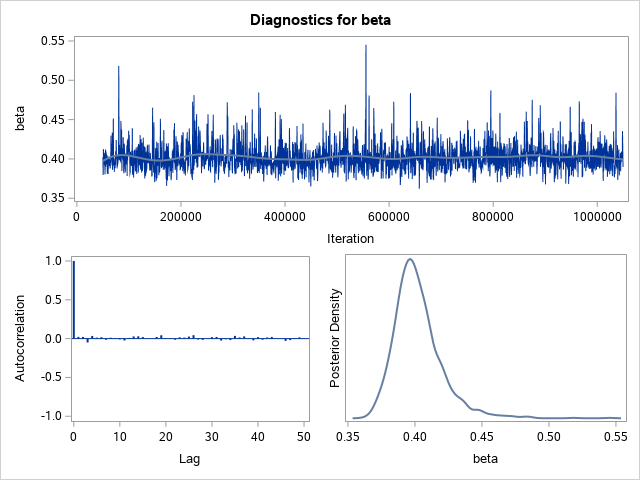 Diagnostics for beta
0.55
0.50
0.45
0.40
0.35
beta
0 200000 400000 600000 800000 1000000
Iteration
1.0
0.5
0.0
-0.5
-1.0
Autocorrelation
0 10 20 30 40 50
Lag
Posterior Density
0.35 0.40 0.45 0.50 0.55
beta